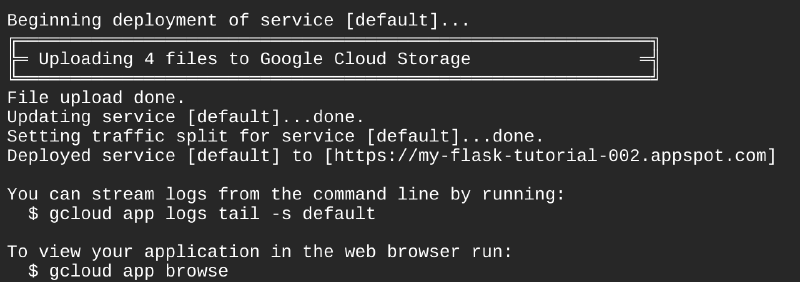 Beginning deployment of service [default]...
Uploading 4 files to Google Cloud Storage
File upload done.
Updating service [default]...done.
Setting traffic split for service [default]...done.
Deployed service [default] to [https://my-flask-tutorial-002.appspot.com]
You can stream logs from the command line by running:
$ gcloud app logs tail -s default
To view your application in the web browser run:
$ gcloud app browse